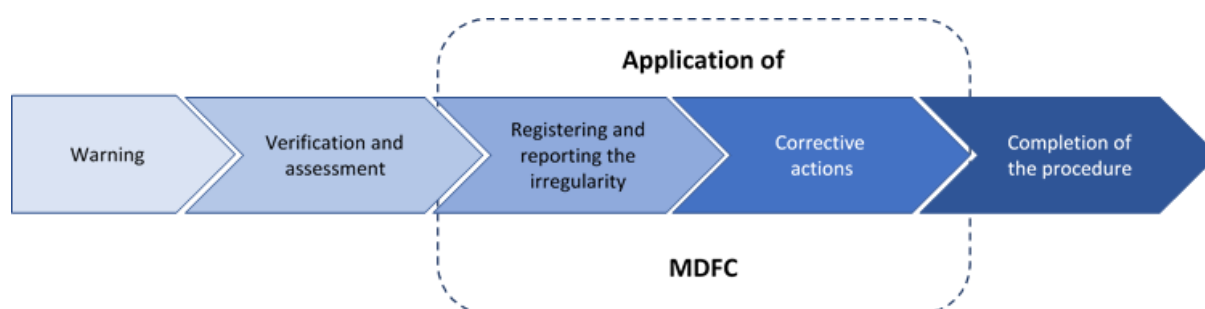 Application of
Warning
Verification and
assessment
Registering and
reporting the
irregularity
Corrective
actions
Completion of
the procedure
MDFC